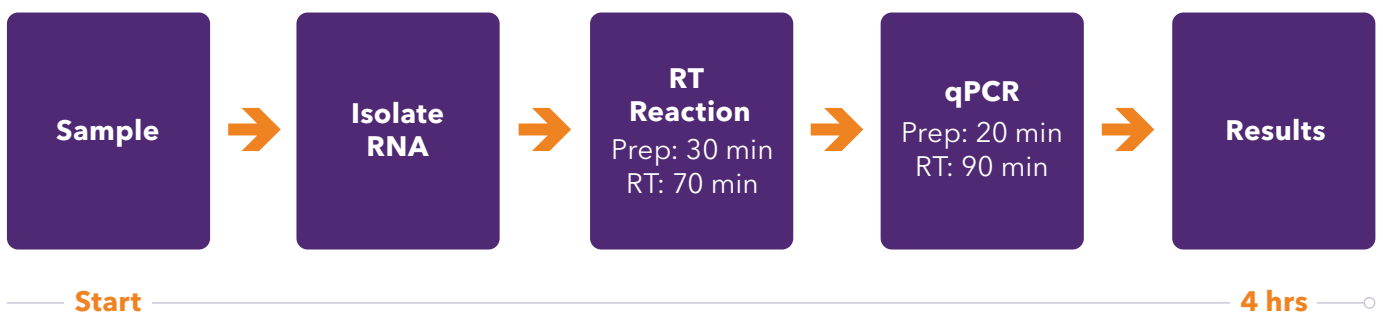 Sample
Isolate
RNA
RT
Reaction
Prep: 30 min
RT: 70 min
qPCR
Prep: 20 min
RT: 90 min
Results
Start
4 hrs